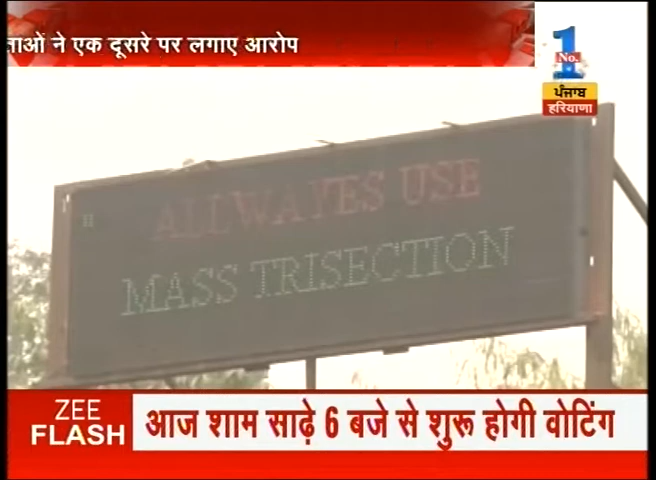 ताओं ने एक दूसरे पर लगाए आरोप
No. 1
ਪੰਜਾਬ
हरियाणा
ALLWAYES USE
MASS TRISECTION
ZEE
FLASH
आज शाम साढ़े 6 बजे से शुरू होगी वोटिंग